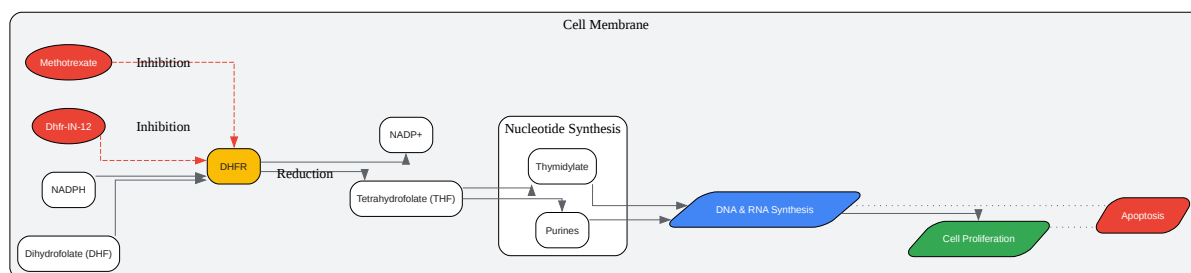 Cell Membrane
Methotrexate
Inhibition
Dhfr-IN-12
Inhibition
NADPH
Dihydrofolate (DHF)
DHFR
Reduction
NADP+
Tetrahydrofolate (THF)
Nucleotide Synthesis
Thymidylate
Purines
DNA & RNA Synthesis
Cell Proliferation
Apoptosis